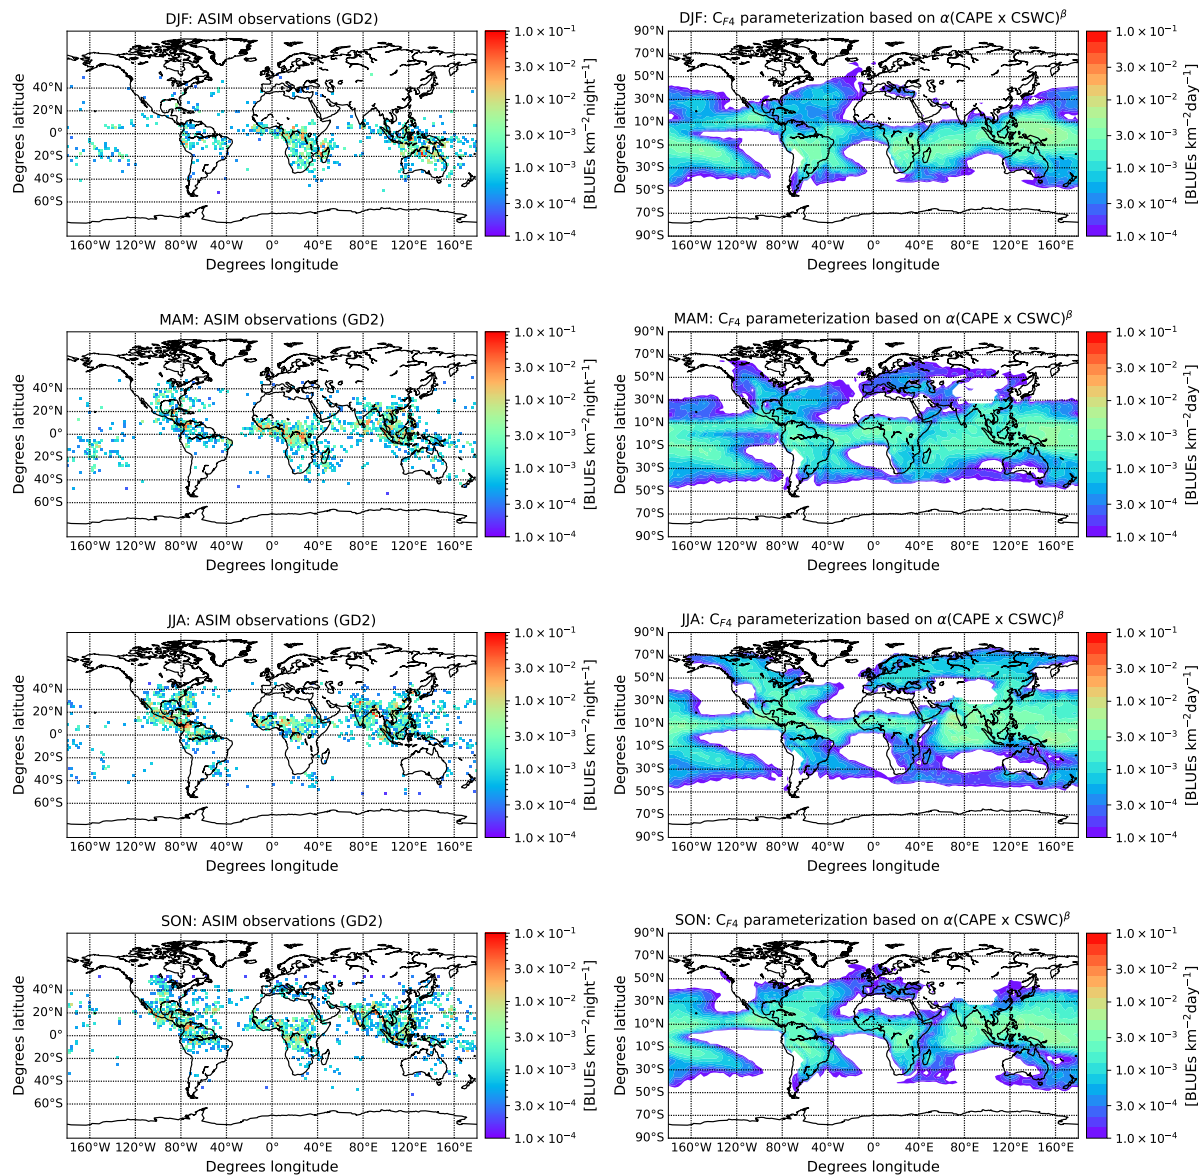 DJF: ASIM observations (GD2)
40°N
20°N
0°
20°S
40°S
60°S
160°W 120°W 80°W 40°W 0° 40°E 80°E 120°E 160°E
Degrees longitude
Degrees latitude
1.0 × 10⁻¹
3.0 × 10⁻²
1.0 × 10⁻²
3.0 × 10⁻³
1.0 × 10⁻³
3.0 × 10⁻⁴
1.0 × 10⁻⁴
[BLUEs km⁻²night⁻¹]
DJF: C_F4 parameterization based on α(CAPE x CSWC)^β
90°N
70°N
50°N
30°N
10°N
10°S
30°S
50°S
70°S
90°S
160°W 120°W 80°W 40°W 0° 40°E 80°E 120°E 160°E
Degrees longitude
Degrees latitude
1.0 × 10⁻¹
3.0 × 10⁻²
1.0 × 10⁻²
3.0 × 10⁻³
1.0 × 10⁻³
3.0 × 10⁻⁴
1.0 × 10⁻⁴
[BLUEs km⁻²day⁻¹]
MAM: ASIM observations (GD2)
40°N
20°N
0°
20°S
40°S
60°S
160°W 120°W 80°W 40°W 0° 40°E 80°E 120°E 160°E
Degrees longitude
Degrees latitude
1.0 × 10⁻¹
3.0 × 10⁻²
1.0 × 10⁻²
3.0 × 10⁻³
1.0 × 10⁻³
3.0 × 10⁻⁴
1.0 × 10⁻⁴
[BLUEs km⁻²night⁻¹]
MAM: C_F4 parameterization based on α(CAPE x CSWC)^β
90°N
70°N
50°N
30°N
10°N
10°S
30°S
50°S
70°S
90°S
160°W 120°W 80°W 40°W 0° 40°E 80°E 120°E 160°E
Degrees longitude
Degrees latitude
1.0 × 10⁻¹
3.0 × 10⁻²
1.0 × 10⁻²
3.0 × 10⁻³
1.0 × 10⁻³
3.0 × 10⁻⁴
1.0 × 10⁻⁴
[BLUEs km⁻²day⁻¹]
JJA: ASIM observations (GD2)
40°N
20°N
0°
20°S
40°S
60°S
160°W 120°W 80°W 40°W 0° 40°E 80°E 120°E 160°E
Degrees longitude
Degrees latitude
1.0 × 10⁻¹
3.0 × 10⁻²
1.0 × 10⁻²
3.0 × 10⁻³
1.0 × 10⁻³
3.0 × 10⁻⁴
1.0 × 10⁻⁴
[BLUEs km⁻²night⁻¹]
JJA: C_F4 parameterization based on α(CAPE x CSWC)^β
90°N
70°N
50°N
30°N
10°N
10°S
30°S
50°S
70°S
90°S
160°W 120°W 80°W 40°W 0° 40°E 80°E 120°E 160°E
Degrees longitude
Degrees latitude
1.0 × 10⁻¹
3.0 × 10⁻²
1.0 × 10⁻²
3.0 × 10⁻³
1.0 × 10⁻³
3.0 × 10⁻⁴
1.0 × 10⁻⁴
[BLUEs km⁻²day⁻¹]
SON: ASIM observations (GD2)
40°N
20°N
0°
20°S
40°S
60°S
160°W 120°W 80°W 40°W 0° 40°E 80°E 120°E 160°E
Degrees longitude
Degrees latitude
1.0 × 10⁻¹
3.0 × 10⁻²
1.0 × 10⁻²
3.0 × 10⁻³
1.0 × 10⁻³
3.0 × 10⁻⁴
1.0 × 10⁻⁴
[BLUEs km⁻²night⁻¹]
SON: C_F4 parameterization based on α(CAPE x CSWC)^β
90°N
70°N
50°N
30°N
10°N
10°S
30°S
50°S
70°S
90°S
160°W 120°W 80°W 40°W 0° 40°E 80°E 120°E 160°E
Degrees longitude
Degrees latitude
1.0 × 10⁻¹
3.0 × 10⁻²
1.0 × 10⁻²
3.0 × 10⁻³
1.0 × 10⁻³
3.0 × 10⁻⁴
1.0 × 10⁻⁴
[BLUEs km⁻²day⁻¹]